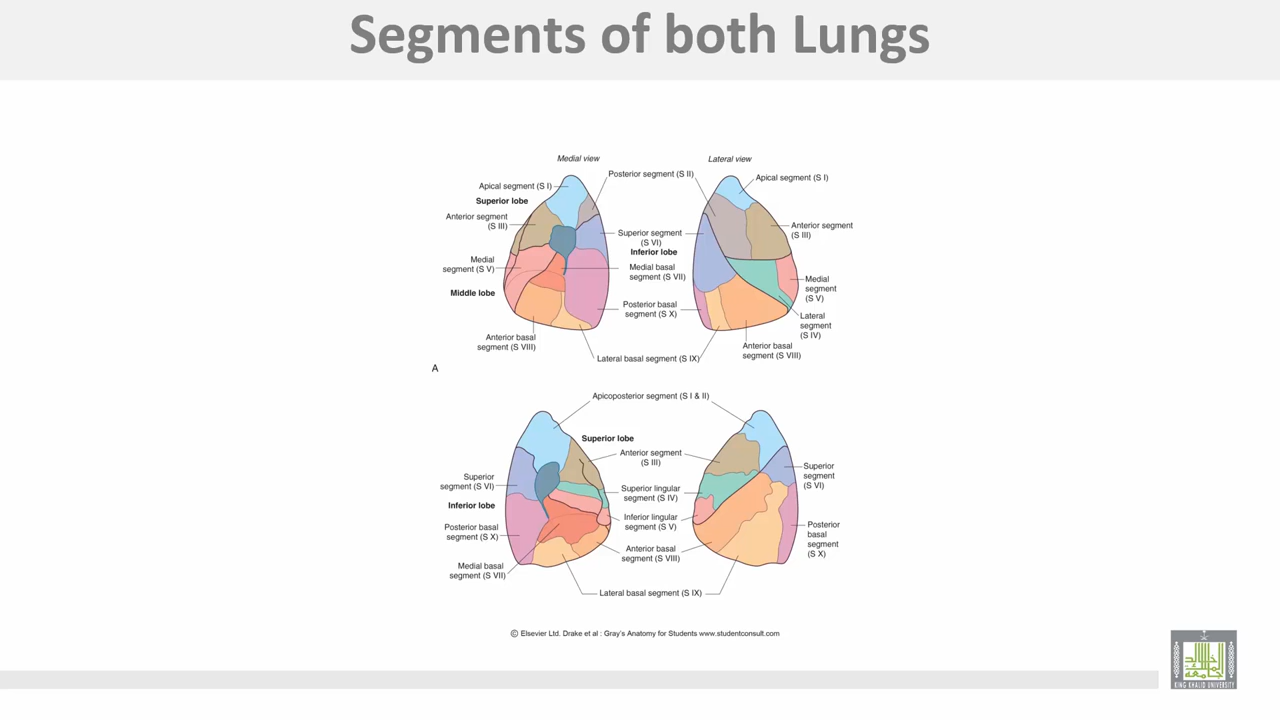 Segments of both Lungs
Medial view
Lateral view
Posterior segment (S II)
Apical segment (S I)
Apical segment (S I)
Superior lobe
Anterior segment
(S III)
Anterior segment
(S III)
Superior segment
(S VI)
Inferior lobe
Medial
segment (S V)
Medial basal
segment (S VII)
Medial
segment
(S V)
Middle lobe
Posterior basal
segment (S X)
Lateral
segment
(S IV)
Anterior basal
segment (S VIII)
Anterior basal
segment (S VIII)
Lateral basal segment (S IX)
A
Apicoposterior segment (S I & II)
Superior lobe
Anterior segment
(S III)
Superior
segment (S VI)
Superior
segment
(S VI)
Superior lingular
segment (S IV)
Inferior lobe
Inferior lingular
segment (S V)
Posterior basal
segment (S X)
Posterior
basal
segment
(S X)
Anterior basal
segment (S VIII)
Medial basal
segment (S VII)
Lateral basal segment (S IX)
© Elsevier Ltd. Drake et al : Gray's Anatomy for Students www.studentconsult.com
KING KHALID UNIVERSITY